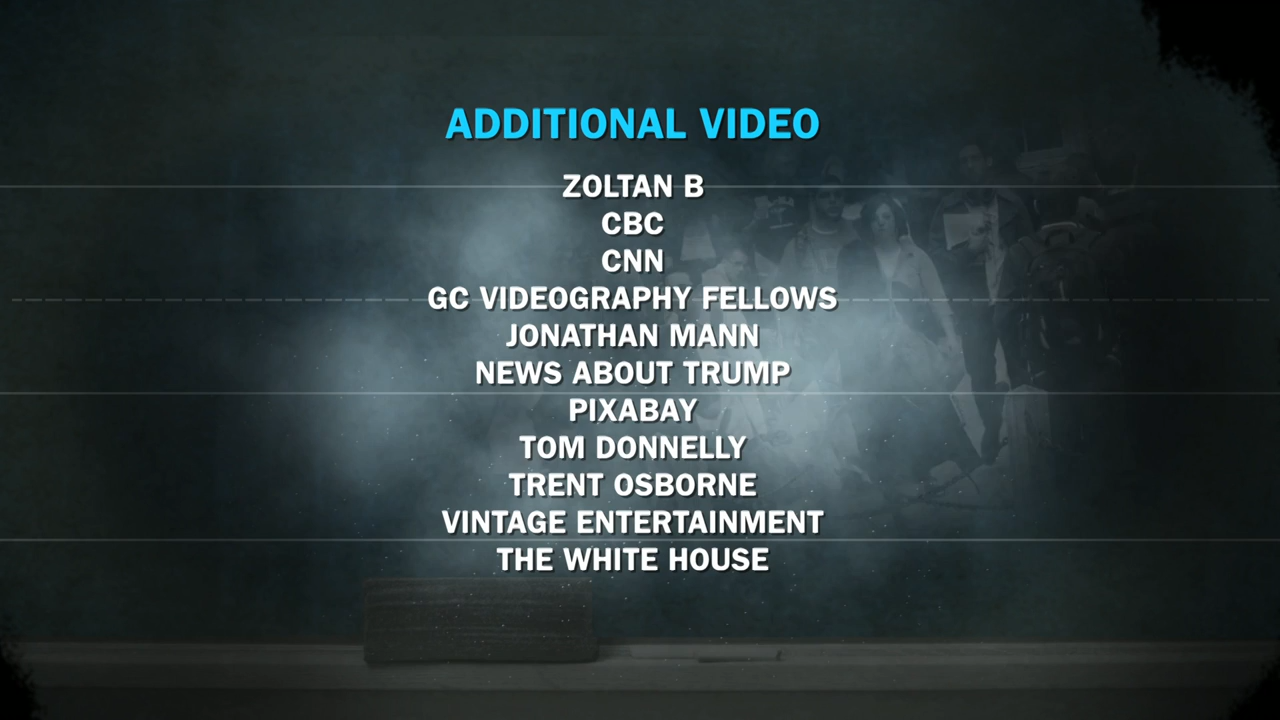 ADDITIONAL VIDEO
ZOLTAN B
CBC
CNN
GC VIDEOGRAPHY FELLOWS
JONATHAN MANN
NEWS ABOUT TRUMP
PIXABAY
TOM DONNELLY
TRENT OSBORNE
VINTAGE ENTERTAINMENT
THE WHITE HOUSE